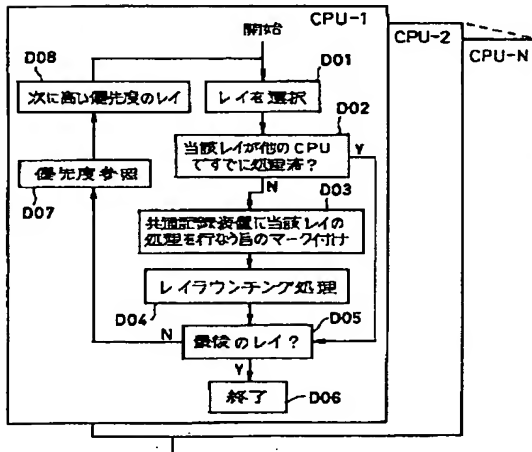 CPU-1
開始
CPU-2
CPU-N
D08
D01
次に高い優先度のレイ
レイを選択
D02
当該レイが他のCPU
ですでに処理済?
Y
優先度参照
D07
N
D03
共通記録装置に当該レイの
処理を行なう旨のマーク付け
レイラウンチング処理
D04
N
D05
最後のレイ?
Y
終了
D06